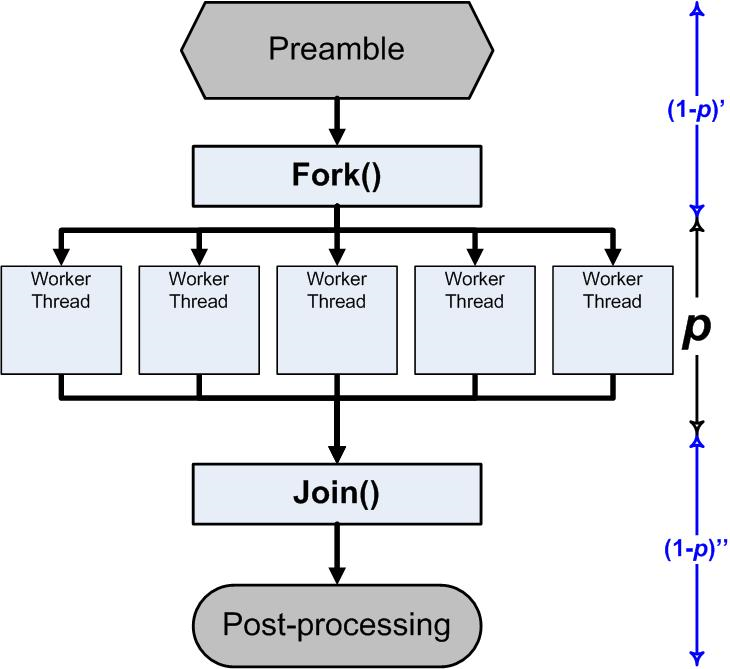 Preamble
(1-p)’
Fork()
Worker Thread
Worker Thread
Worker Thread
Worker Thread
Worker Thread
p
Join()
(1-p)’’
Post-processing